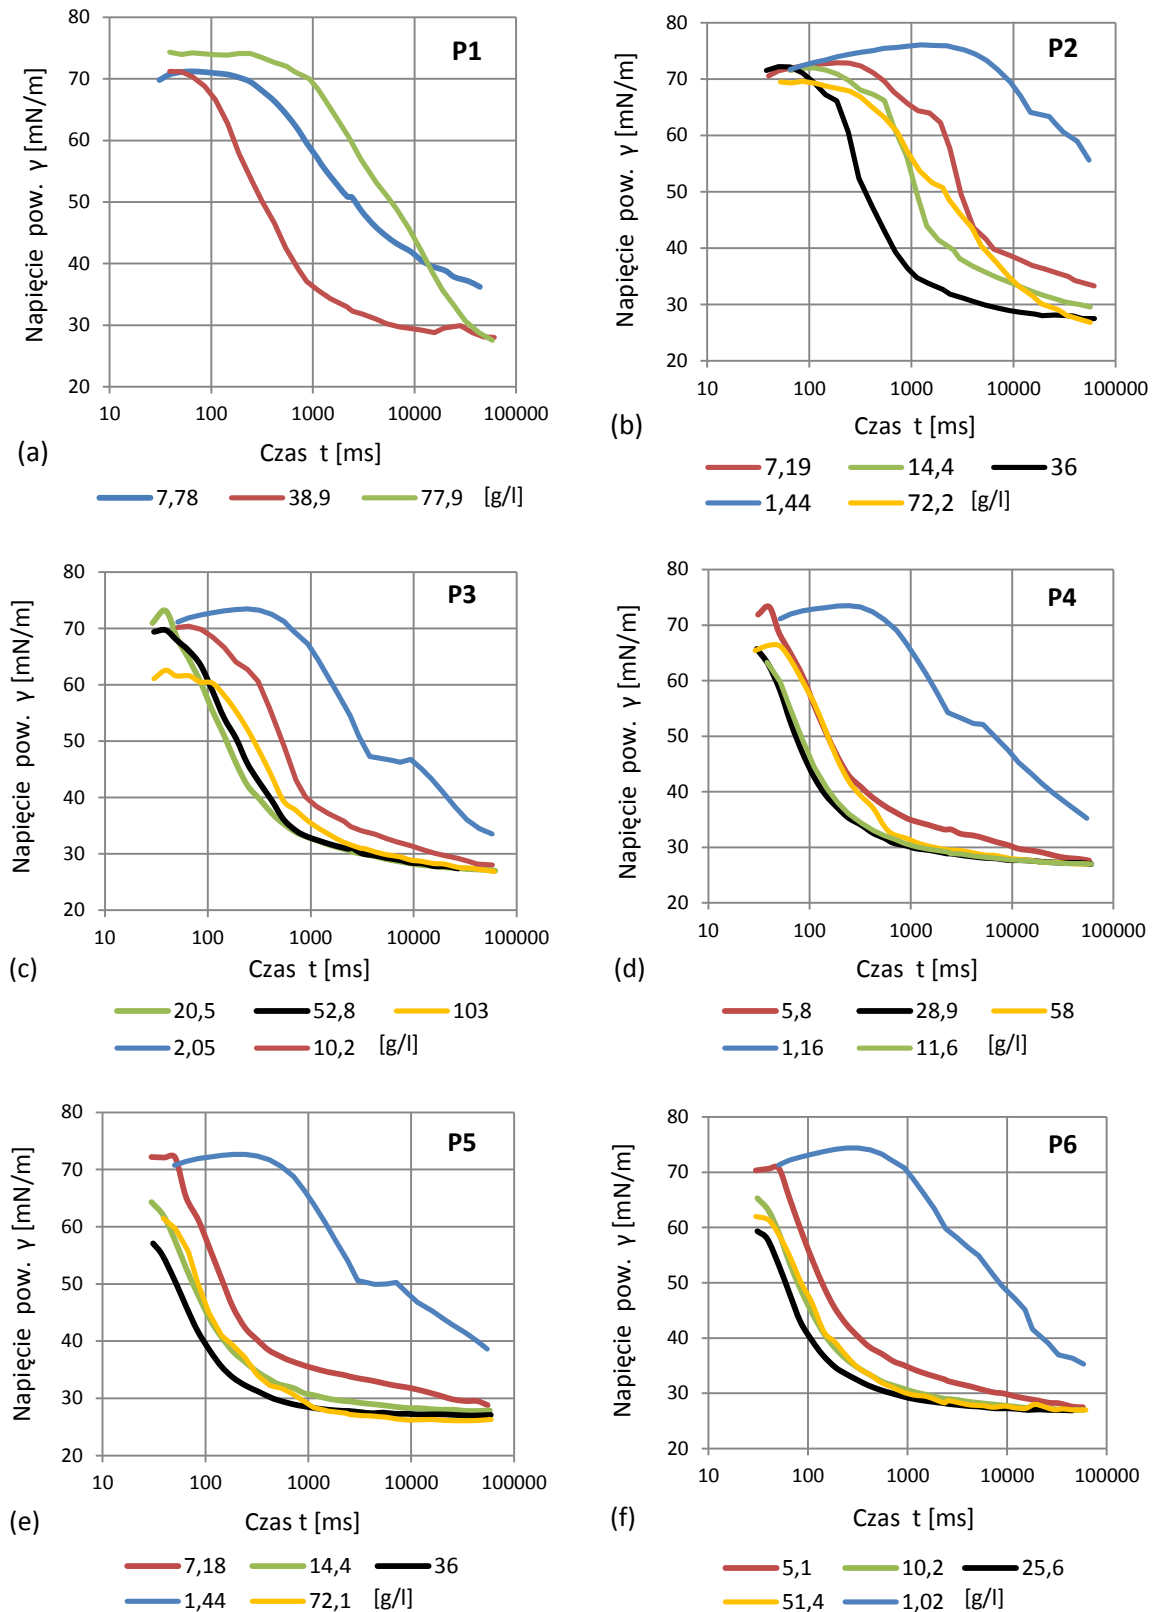 P1
80
70
60
50
40
30
20
10 100 1000 10000 100000
Napięcie pow. γ [mN/m]
Czas t [ms]
(a)
7,78 38,9 77,9 [g/l]
P2
80
70
60
50
40
30
20
10 100 1000 10000 100000
Napięcie pow. γ [mN/m]
Czas t [ms]
(b)
7,19 14,4 36
1,44 72,2 [g/l]
P3
80
70
60
50
40
30
20
10 100 1000 10000 100000
Napięcie pow. γ [mN/m]
Czas t [ms]
(c)
20,5 52,8 103
2,05 10,2 [g/l]
P4
80
70
60
50
40
30
20
10 100 1000 10000 100000
Napięcie pow. γ [mN/m]
Czas t [ms]
(d)
5,8 28,9 58
1,16 11,6 [g/l]
P5
80
70
60
50
40
30
20
10 100 1000 10000 100000
Napięcie pow. γ [mN/m]
Czas t [ms]
(e)
7,18 14,4 36
1,44 72,1 [g/l]
P6
80
70
60
50
40
30
20
10 100 1000 10000 100000
Napięcie pow. γ [mN/m]
Czas t [ms]
(f)
5,1 10,2 25,6
51,4 1,02 [g/l]